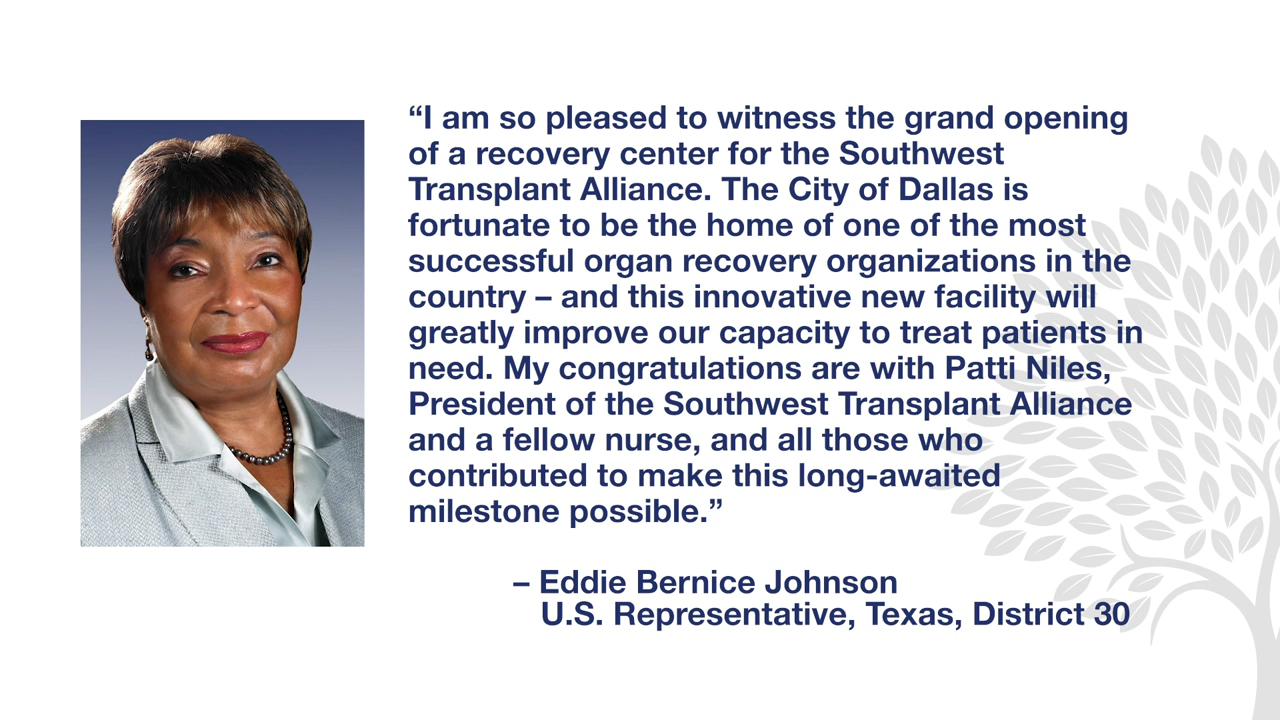 “I am so pleased to witness the grand opening
of a recovery center for the Southwest
Transplant Alliance. The City of Dallas is
fortunate to be the home of one of the most
successful organ recovery organizations in the
country – and this innovative new facility will
greatly improve our capacity to treat patients in
need. My congratulations are with Patti Niles,
President of the Southwest Transplant Alliance
and a fellow nurse, and all those who
contributed to make this long-awaited
milestone possible.”
– Eddie Bernice Johnson
U.S. Representative, Texas, District 30